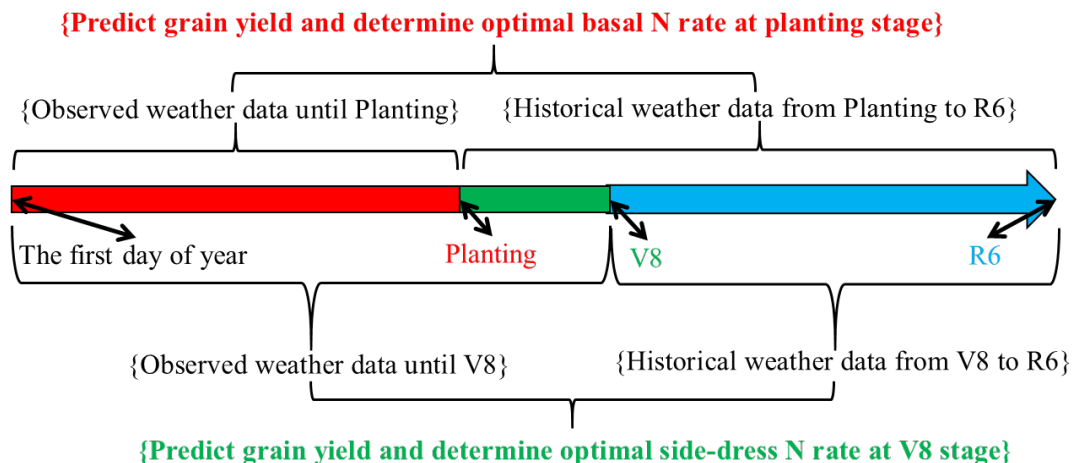 {Predict grain yield and determine optimal basal N rate at planting stage}
{Observed weather data until Planting}
{Historical weather data from Planting to R6}
The first day of year
Planting
V8
R6
{Observed weather data until V8}
{Historical weather data from V8 to R6}
{Predict grain yield and determine optimal side-dress N rate at V8 stage}